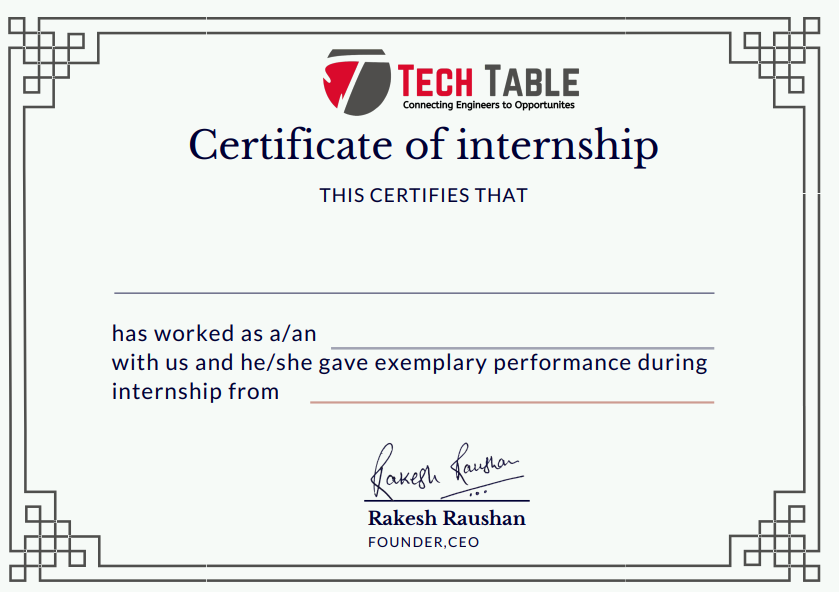 TECH TABLE
Connecting Engineers to Opportunites
Certificate of internship
THIS CERTIFIES THAT
has worked as a/an
with us and he/she gave exemplary performance during
internship from
Rakesh Raushan
Rakesh Raushan
FOUNDER,CEO